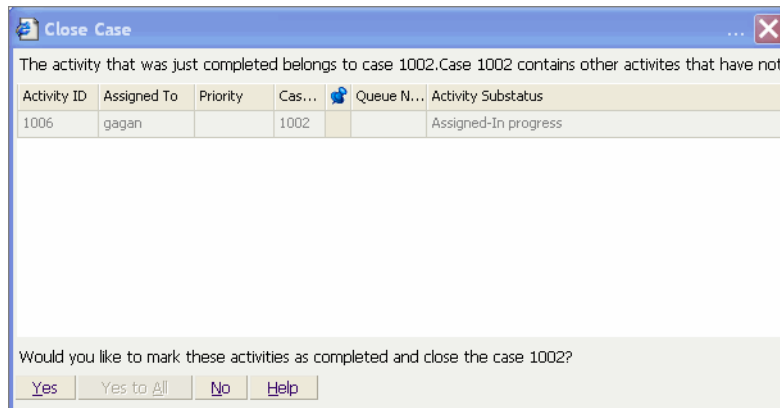 Close Case ...
The activity that was just completed belongs to case 1002.Case 1002 contains other activites that have not
Activity ID Assigned To Priority Cas... Queue N... Activity Substatus
1006 gagan 1002 Assigned-In progress
Would you like to mark these activities as completed and close the case 1002?
Yes Yes to All No Help